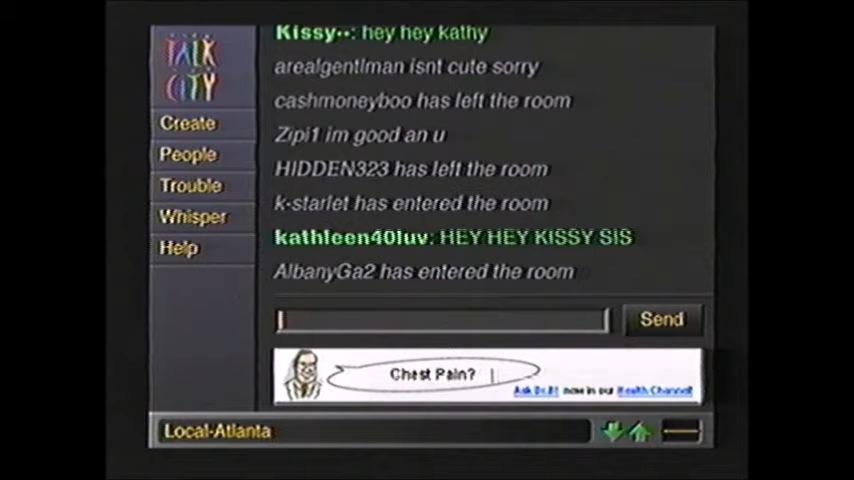 TALK
CITY
Create
People
Trouble
Whisper
Help
Kissy··: hey hey kathy
arealgentlman isnt cute sorry
cashmoneyboo has left the room
Zipi1 im good an u
HIDDEN323 has left the room
k-starlet has entered the room
kathleen40luv: HEY HEY KISSY SIS
AlbanyGa2 has entered the room
Send
Chest Pain?
now in our Health Channel
Local-Atlanta